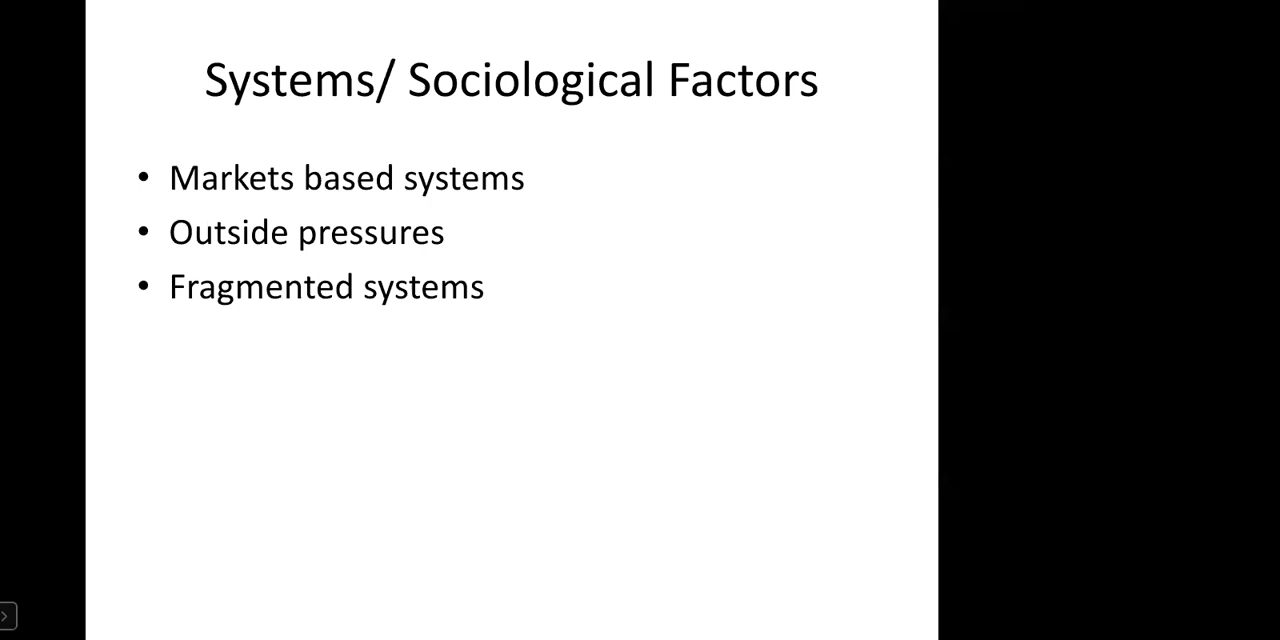 Systems/ Sociological Factors
• Markets based systems
• Outside pressures
• Fragmented systems